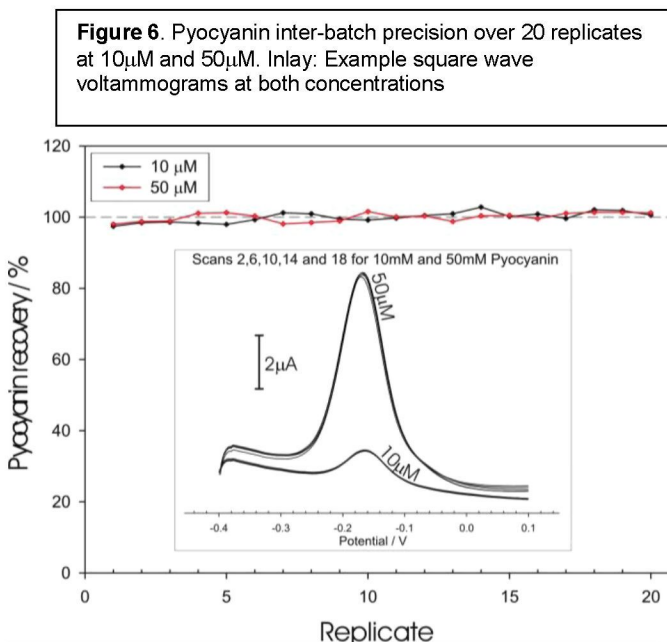 Figure 6. Pyocyanin inter-batch precision over 20 replicates
at 10μM and 50μM. Inlay: Example square wave
voltammograms at both concentrations
120
100
80
60
40
20
0
Pyocyanin recovery / %
10 μM
50 μM
Scans 2,6,10,14 and 18 for 10mM and 50mM Pyocyanin
50μM
2μA
10μM
-0.4 -0.3 -0.2 -0.1 0.0 0.1
Potential / V
0 5 10 15 20
Replicate